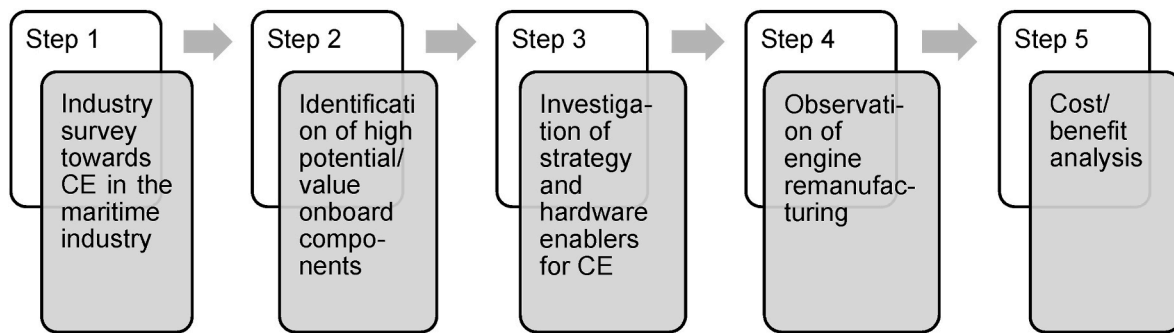 Step 1
Industry
survey
towards
CE in the
maritime
industry
Step 2
Identificati
on of high
potential/
value
onboard
compo-
nents
Step 3
Investiga-
tion of
strategy
and
hardware
enablers
for CE
Step 4
Observati-
on of
engine
remanufac-
turing
Step 5
Cost/
benefit
analysis